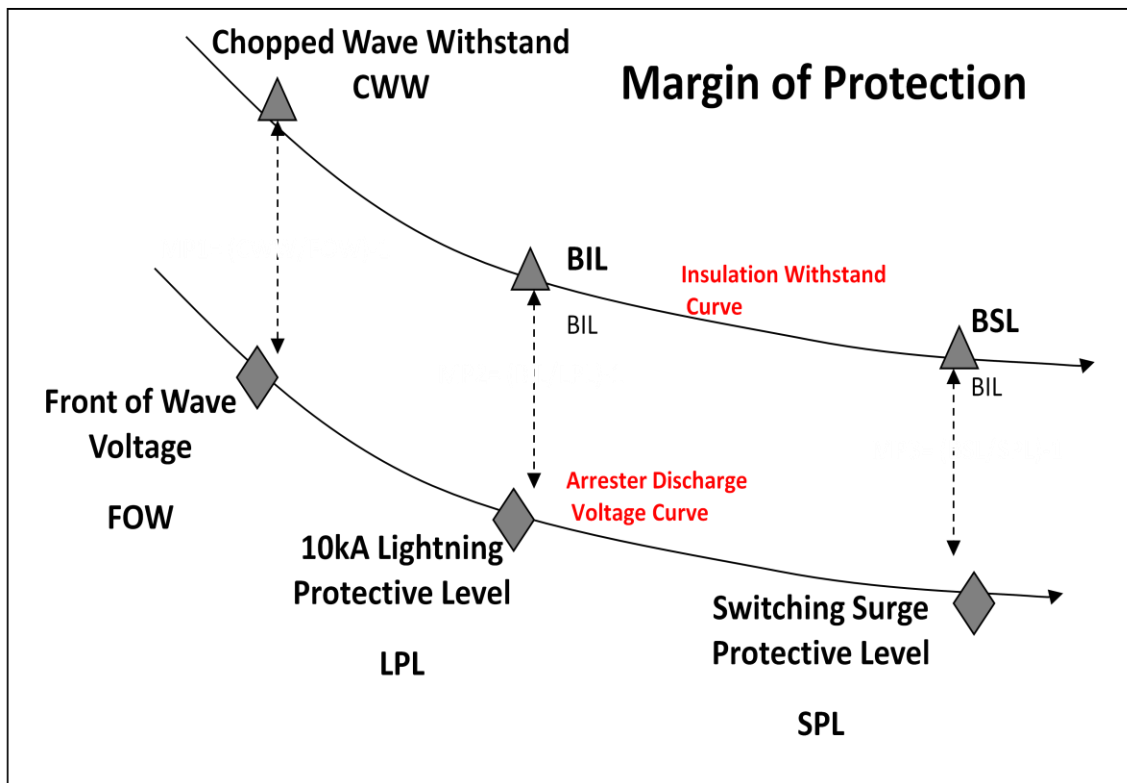 Chopped Wave Withstand
CWW
Margin of Protection
BIL
BIL
Insulation Withstand
Curve
BSL
BIL
Front of Wave
Voltage
FOW
Arrester Discharge
Voltage Curve
10kA Lightning
Protective Level
LPL
Switching Surge
Protective Level
SPL